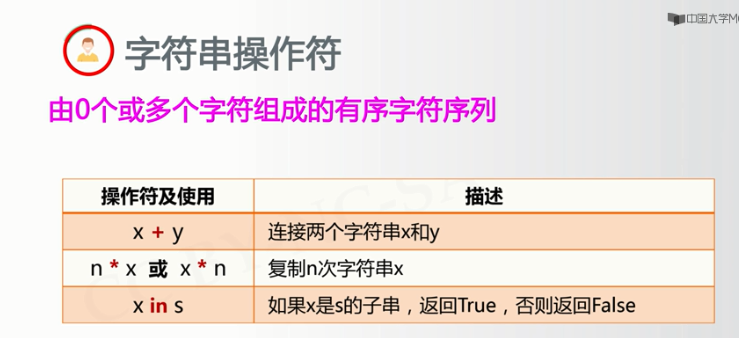 中国大学M
字符串操作符
由0个或多个字符组成的有序字符序列
操作符及使用 描述
x + y 连接两个字符串x和y
n * x 或 x * n 复制n次字符串x
x in s 如果x是s的子串，返回True，否则返回False